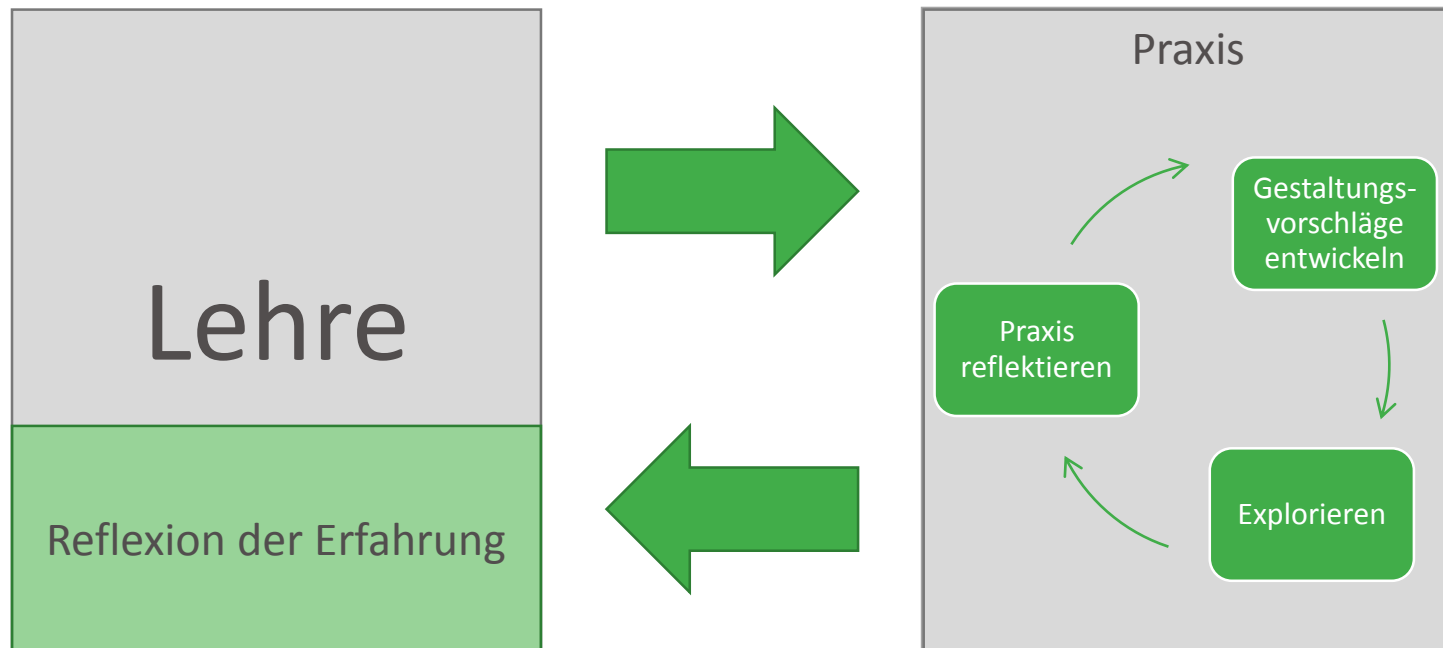 Lehre
Reflexion der Erfahrung
Praxis
Gestaltungs-
vorschläge
entwickeln
Praxis
reflektieren
Explorieren